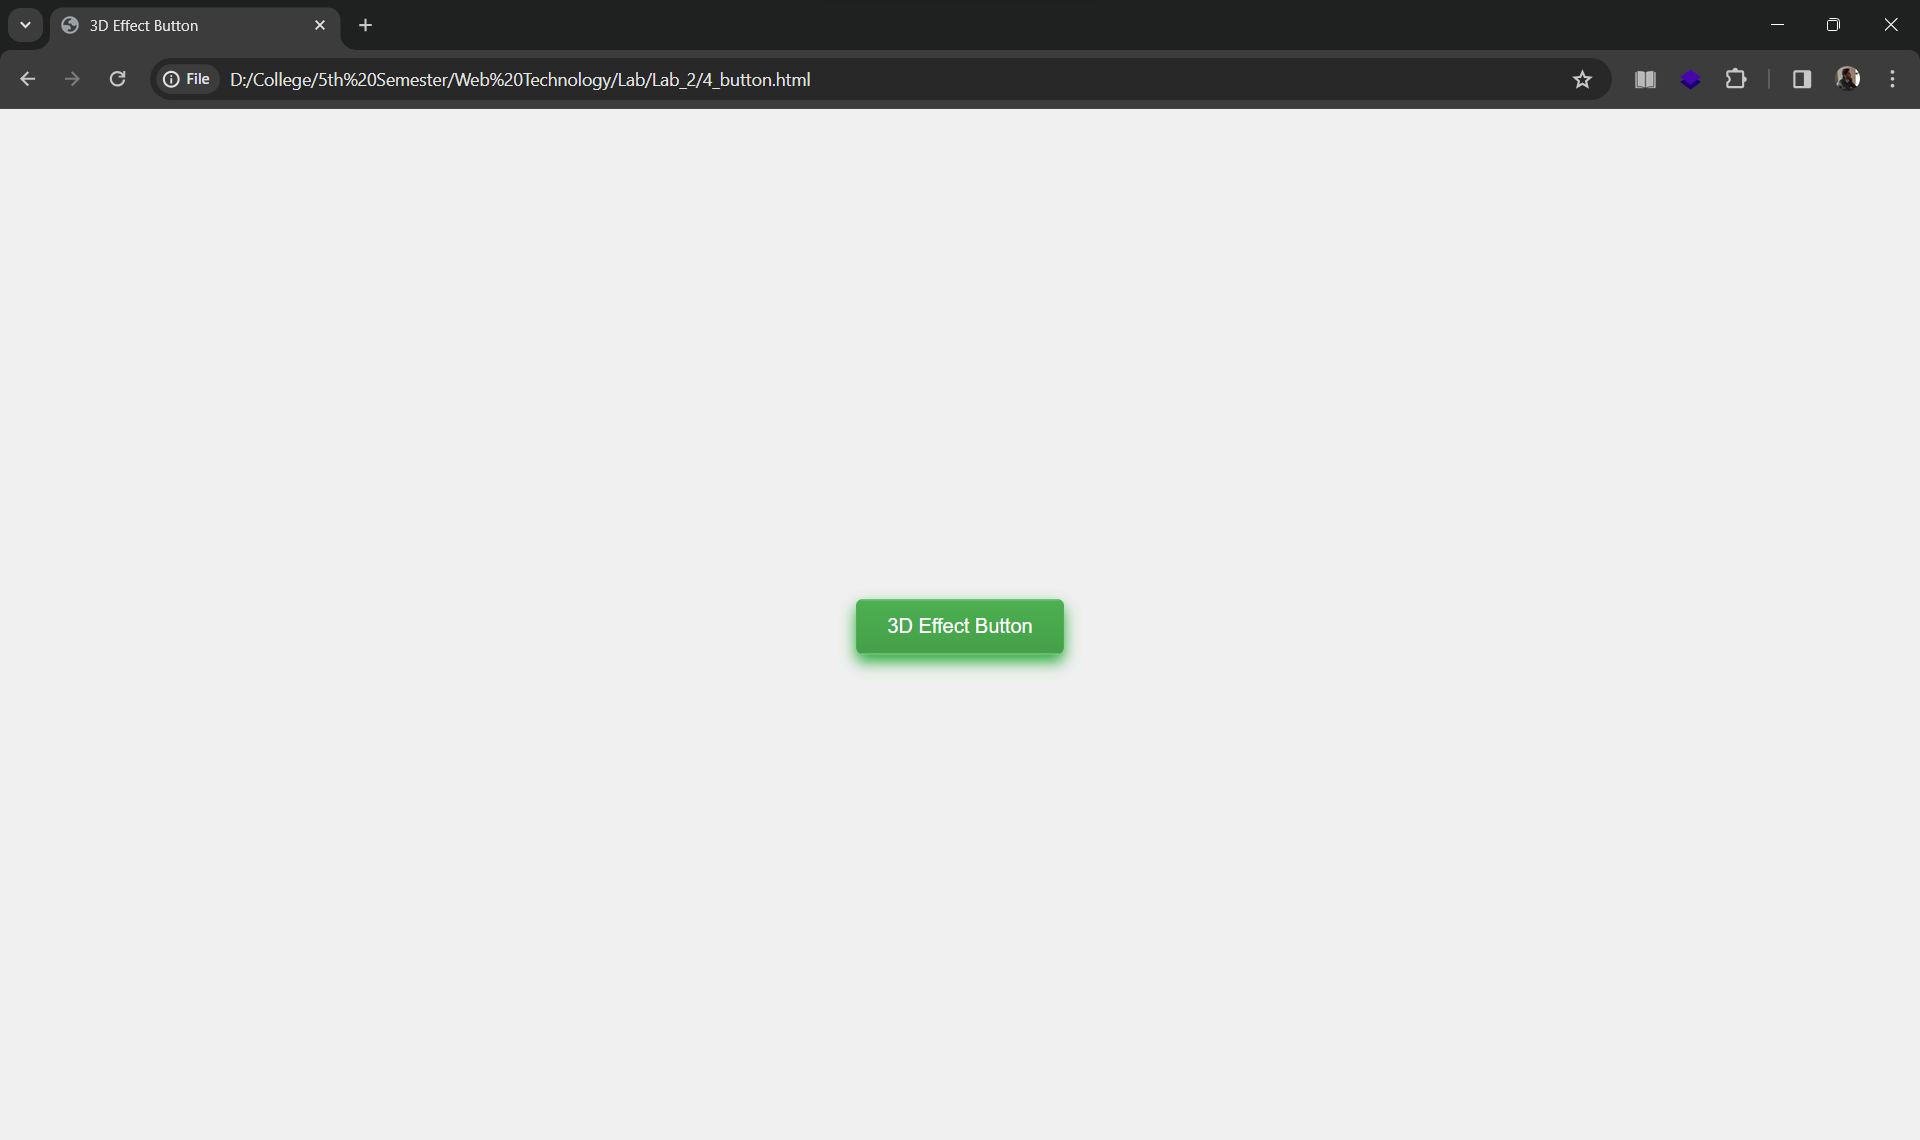 3D Effect Button
File
D:/College/5th%20Semester/Web%20Technology/Lab/Lab_2/4_button.html
3D Effect Button